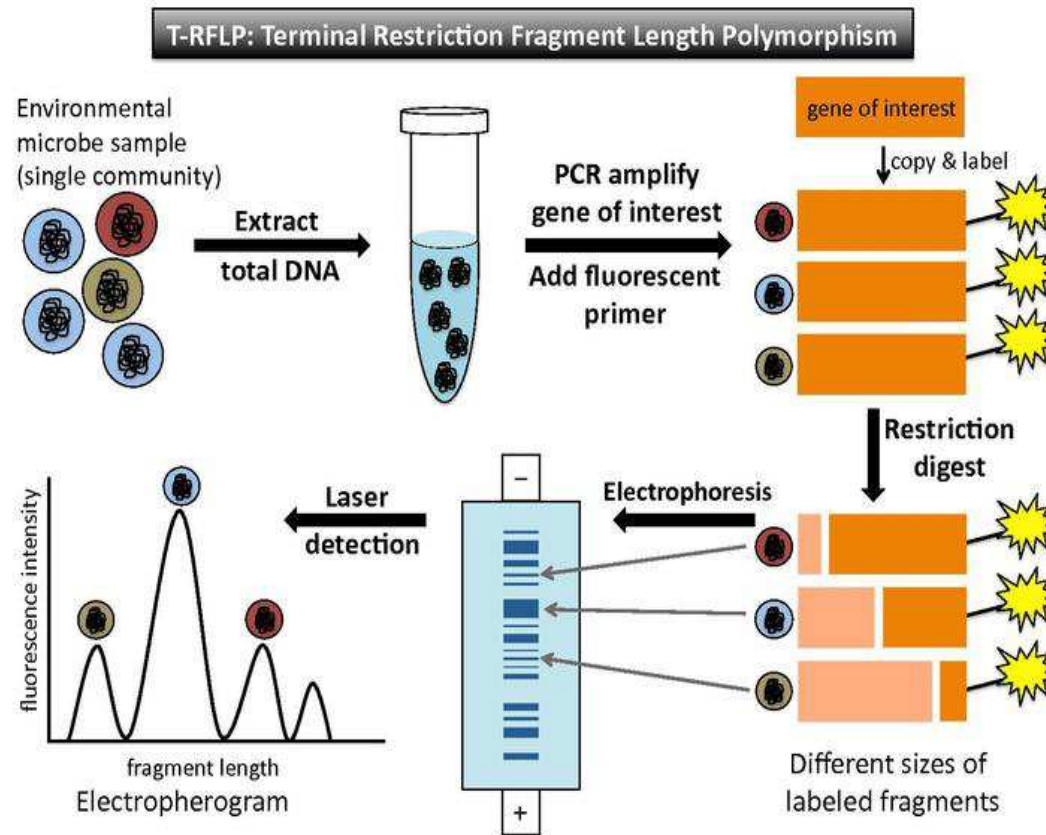 T-RFLP: Terminal Restriction Fragment Length Polymorphism
Environmental
microbe sample
(single community)
Extract
total DNA
PCR amplify
gene of interest
Add fluorescent
primer
gene of interest
copy & label
Restriction
digest
Different sizes of
labeled fragments
Electrophoresis
–
+
Laser
detection
fluorescence intensity
fragment length
Electropherogram